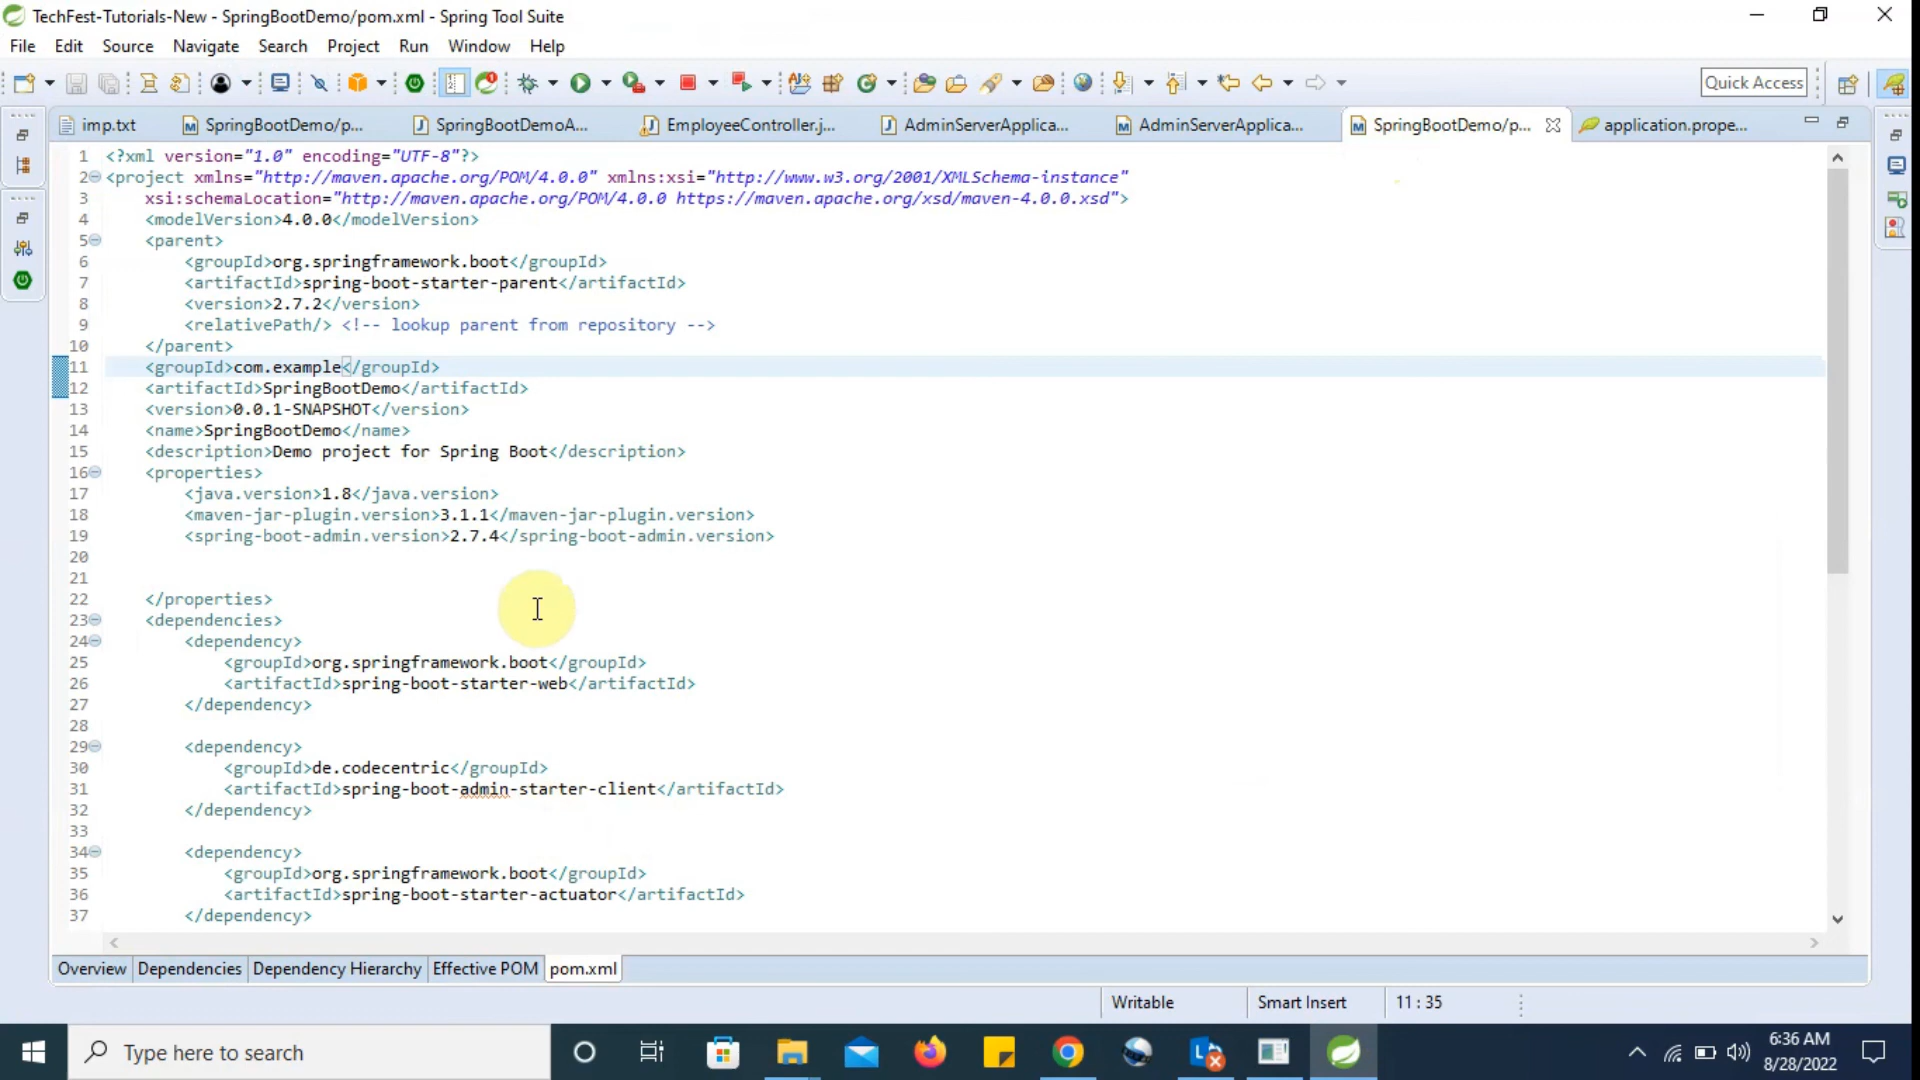 TechFest-Tutorials-New - SpringBootDemo/pom.xml - Spring Tool Suite
File Edit Source Navigate Search Project Run Window Help
Quick Access
imp.txt SpringBootDemo/p... SpringBootDemoA... EmployeeController.j... AdminServerApplica... AdminServerApplica... SpringBootDemo/p... application.prope...
1 <?xml version="1.0" encoding="UTF-8"?>
2 <project xmlns="http://maven.apache.org/POM/4.0.0" xmlns:xsi="http://www.w3.org/2001/XMLSchema-instance"
3 xsi:schemaLocation="http://maven.apache.org/POM/4.0.0 https://maven.apache.org/xsd/maven-4.0.0.xsd">
4 <modelVersion>4.0.0</modelVersion>
5 <parent>
6 <groupId>org.springframework.boot</groupId>
7 <artifactId>spring-boot-starter-parent</artifactId>
8 <version>2.7.2</version>
9 <relativePath/> <!-- lookup parent from repository -->
10 </parent>
11 <groupId>com.example</groupId>
12 <artifactId>SpringBootDemo</artifactId>
13 <version>0.0.1-SNAPSHOT</version>
14 <name>SpringBootDemo</name>
15 <description>Demo project for Spring Boot</description>
16 <properties>
17 <java.version>1.8</java.version>
18 <maven-jar-plugin.version>3.1.1</maven-jar-plugin.version>
19 <spring-boot-admin.version>2.7.4</spring-boot-admin.version>
20
21
22 </properties>
23 <dependencies>
24 <dependency>
25 <groupId>org.springframework.boot</groupId>
26 <artifactId>spring-boot-starter-web</artifactId>
27 </dependency>
28
29 <dependency>
30 <groupId>de.codecentric</groupId>
31 <artifactId>spring-boot-admin-starter-client</artifactId>
32 </dependency>
33
34 <dependency>
35 <groupId>org.springframework.boot</groupId>
36 <artifactId>spring-boot-starter-actuator</artifactId>
37 </dependency>
Overview Dependencies Dependency Hierarchy Effective POM pom.xml
Writable Smart Insert 11 : 35
Type here to search
6:36 AM
8/28/2022